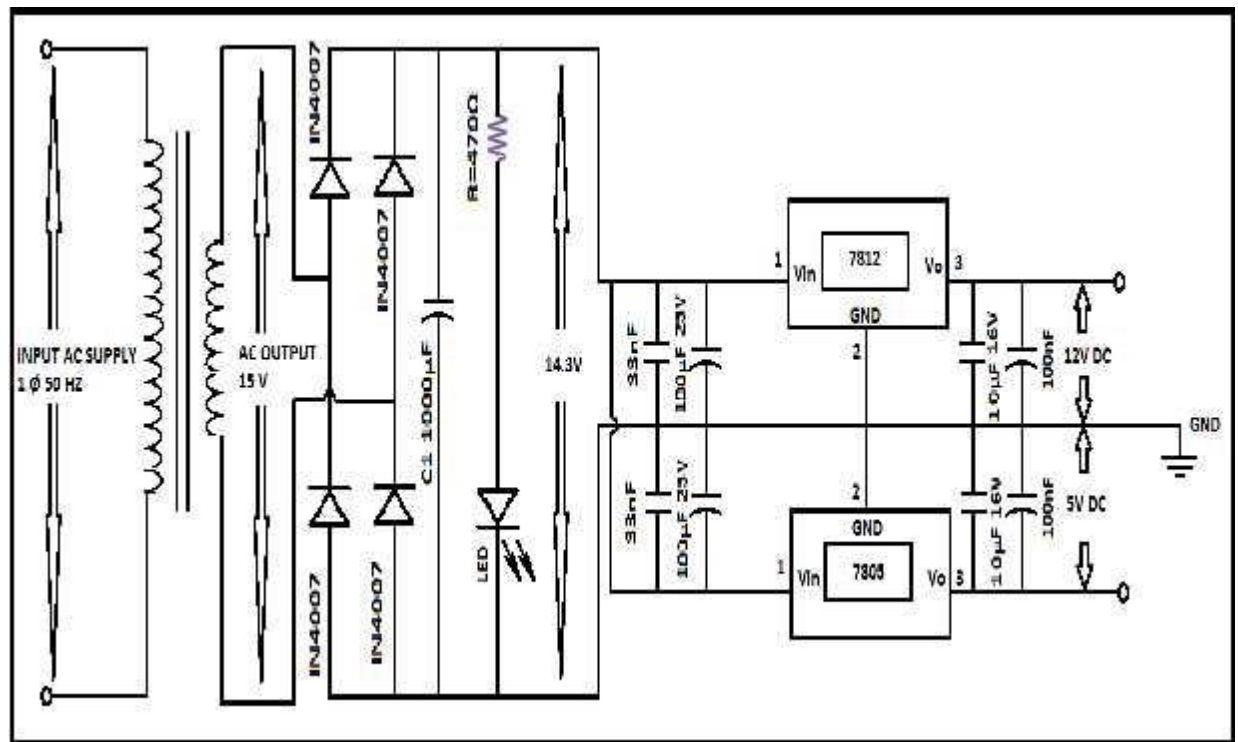 INPUT AC SUPPLY
1 ϕ 50 HZ
AC OUTPUT
15 V
IN4007
IN4007
IN4007
IN4007
C1 1000μF
R=470Ω
LED
14.3V
33nF
100μF 25V
33nF
100μF 25V
1
Vin
7812
Vo
3
GND
2
2
GND
1
Vin
7805
Vo
3
10μF 16V
100nF
10μF 16V
100nF
12V DC
5V DC
GND